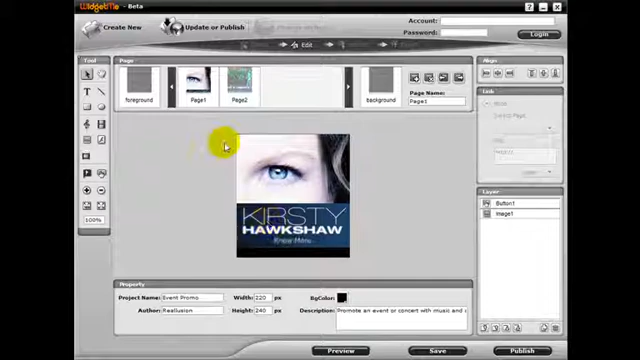 WidgetMe - Beta
Create New
Update or Publish
Account:
Password:
Login
Edit
Tool
Page
Align
foreground
Page1
Page2
background
Page Name:
Page1
Link
T
KIRSTY
HAWKSHAW
Know More
100%
Layer
Button1
Image1
Property
Project Name: Event Promo
Width: 220 px
BgColor:
Description: Promote an event or concert with music and
Author: Reallusion
Height: 240 px
Preview
Save
Publish